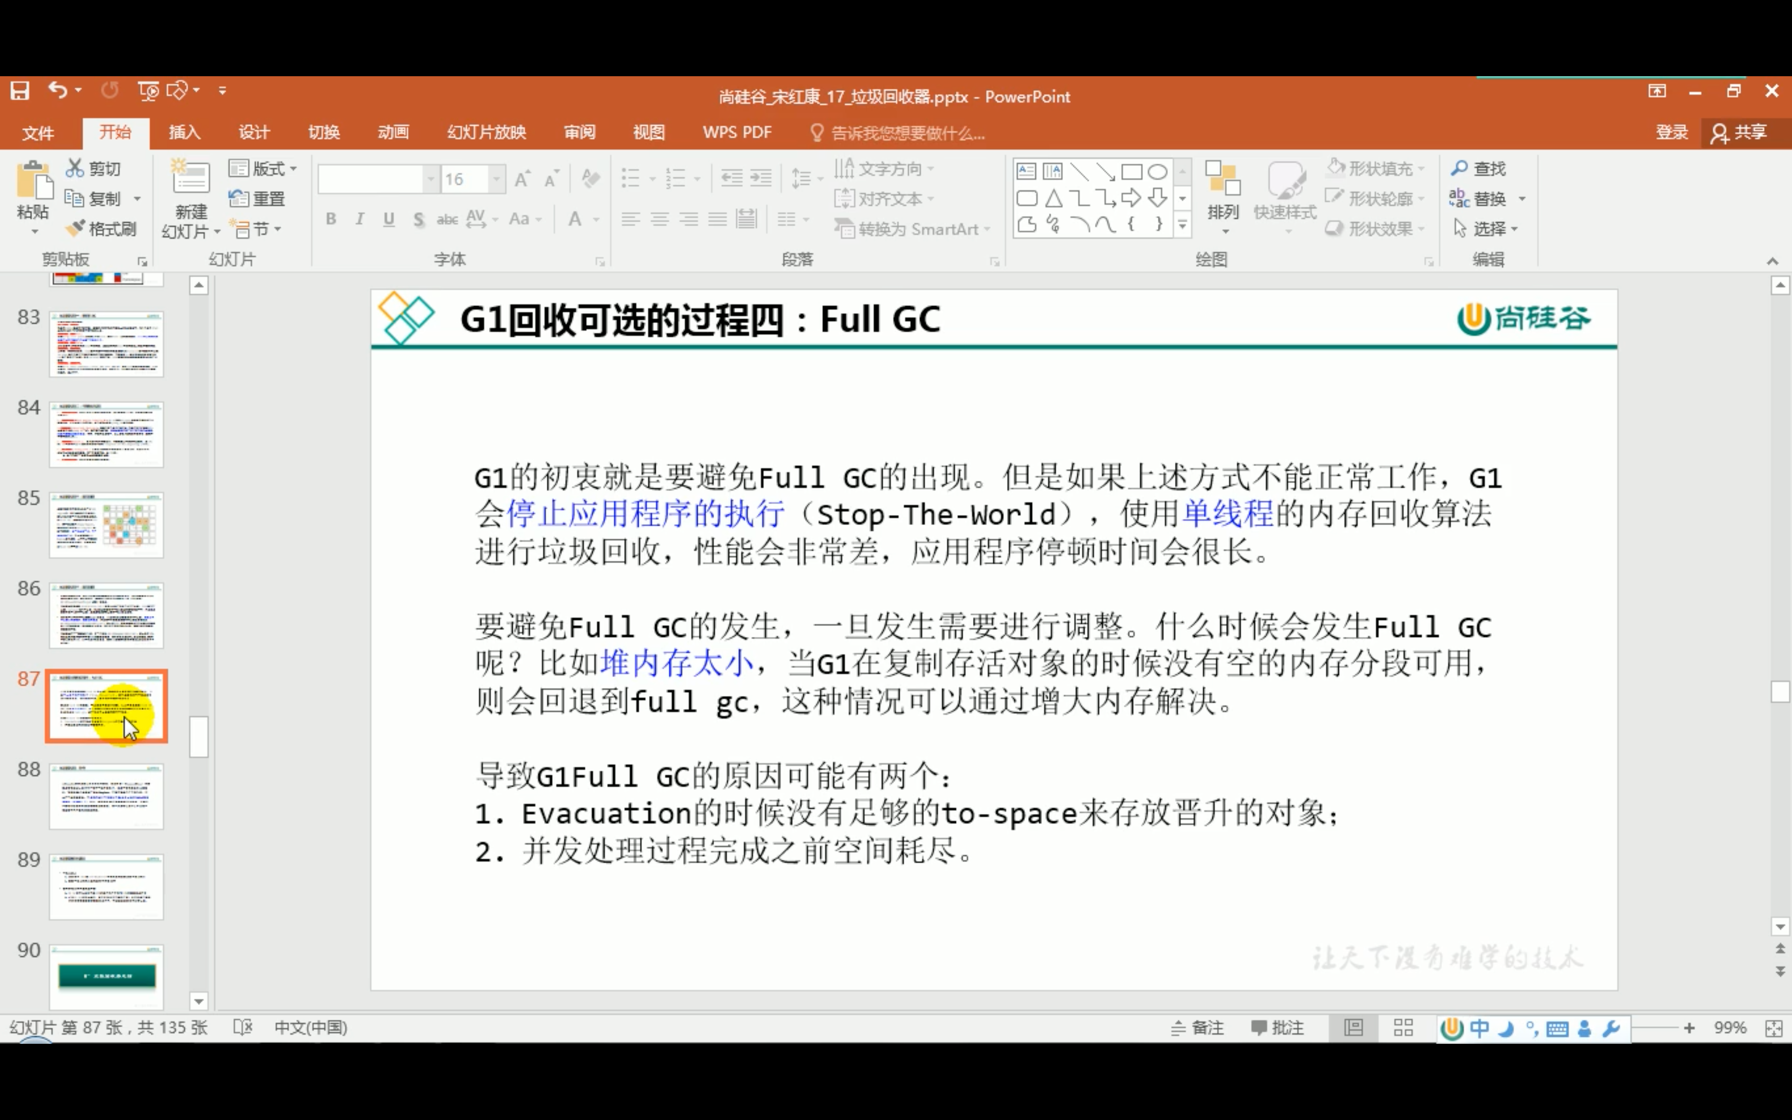 尚硅谷_宋红康_17_垃圾回收器.pptx - PowerPoint
文件 开始 插入 设计 切换 动画 幻灯片放映 审阅 视图 WPS PDF 告诉我您想要做什么... 登录 共享
粘贴 剪切 复制 格式刷
新建幻灯片 版式 重置 节
16
B I U S abc AV Aa A
文字方向 对齐文本 转换为 SmartArt
排列 快速样式 形状填充 形状轮廓 形状效果
查找 替换 选择
剪贴板 幻灯片 字体 段落 绘图 编辑
83
84
85
86
87
88
89
90
G1回收可选的过程四：Full GC
尚硅谷
G1的初衷就是要避免Full GC的出现。但是如果上述方式不能正常工作，G1
会停止应用程序的执行（Stop-The-World），使用单线程的内存回收算法
进行垃圾回收，性能会非常差，应用程序停顿时间会很长。
要避免Full GC的发生，一旦发生需要进行调整。什么时候会发生Full GC
呢？比如堆内存太小，当G1在复制存活对象的时候没有空的内存分段可用，
则会回退到full gc，这种情况可以通过增大内存解决。
导致G1Full GC的原因可能有两个：
1. Evacuation的时候没有足够的to-space来存放晋升的对象；
2. 并发处理过程完成之前空间耗尽。
让天下没有难学的技术
幻灯片 第 87 张，共 135 张 中文(中国) 备注 批注 中 99%